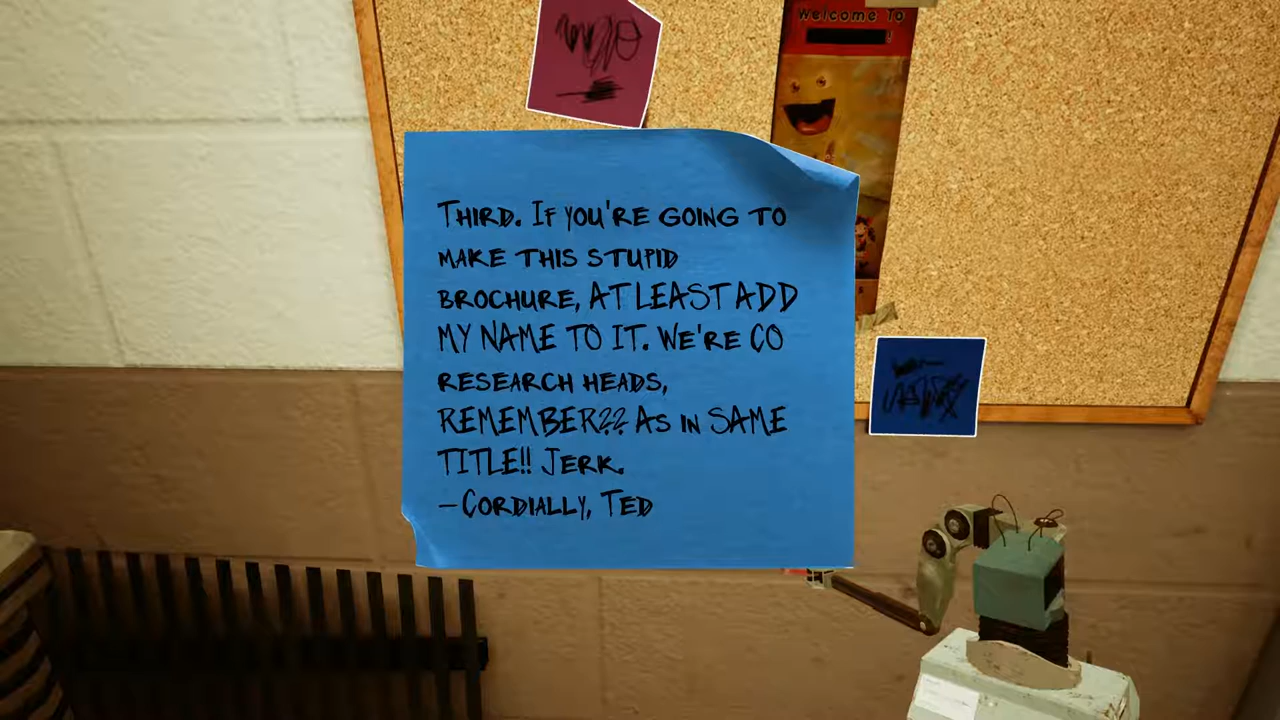 Welcome To
!
THIRD. IF YOU'RE GOING TO
MAKE THIS STUPID
BROCHURE, AT LEAST ADD
MY NAME TO IT. WE'RE CO
RESEARCH HEADS,
REMEMBER?? AS IN SAME
TITLE!! JERK.
–CORDIALLY, TED